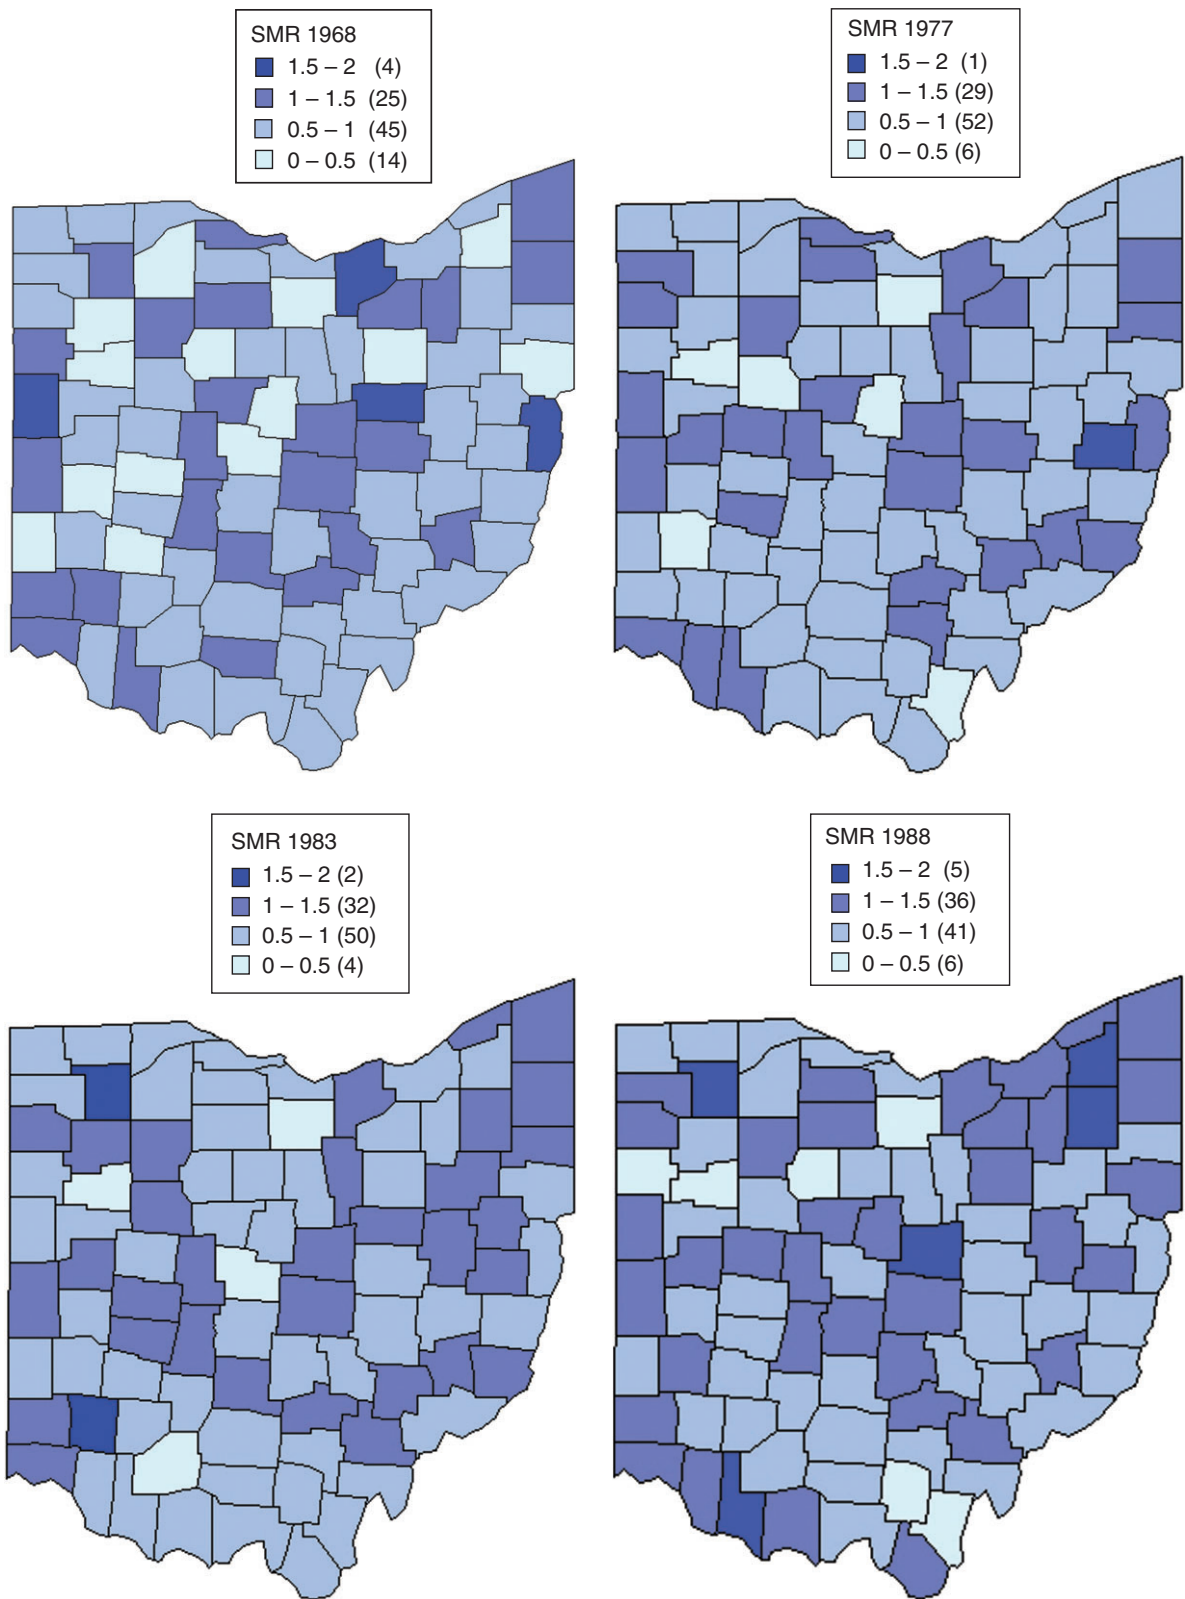 SMR 1968
1.5 – 2 (4)
1 – 1.5 (25)
0.5 – 1 (45)
0 – 0.5 (14)
SMR 1977
1.5 – 2 (1)
1 – 1.5 (29)
0.5 – 1 (52)
0 – 0.5 (6)
SMR 1983
1.5 – 2 (2)
1 – 1.5 (32)
0.5 – 1 (50)
0 – 0.5 (4)
SMR 1988
1.5 – 2 (5)
1 – 1.5 (36)
0.5 – 1 (41)
0 – 0.5 (6)